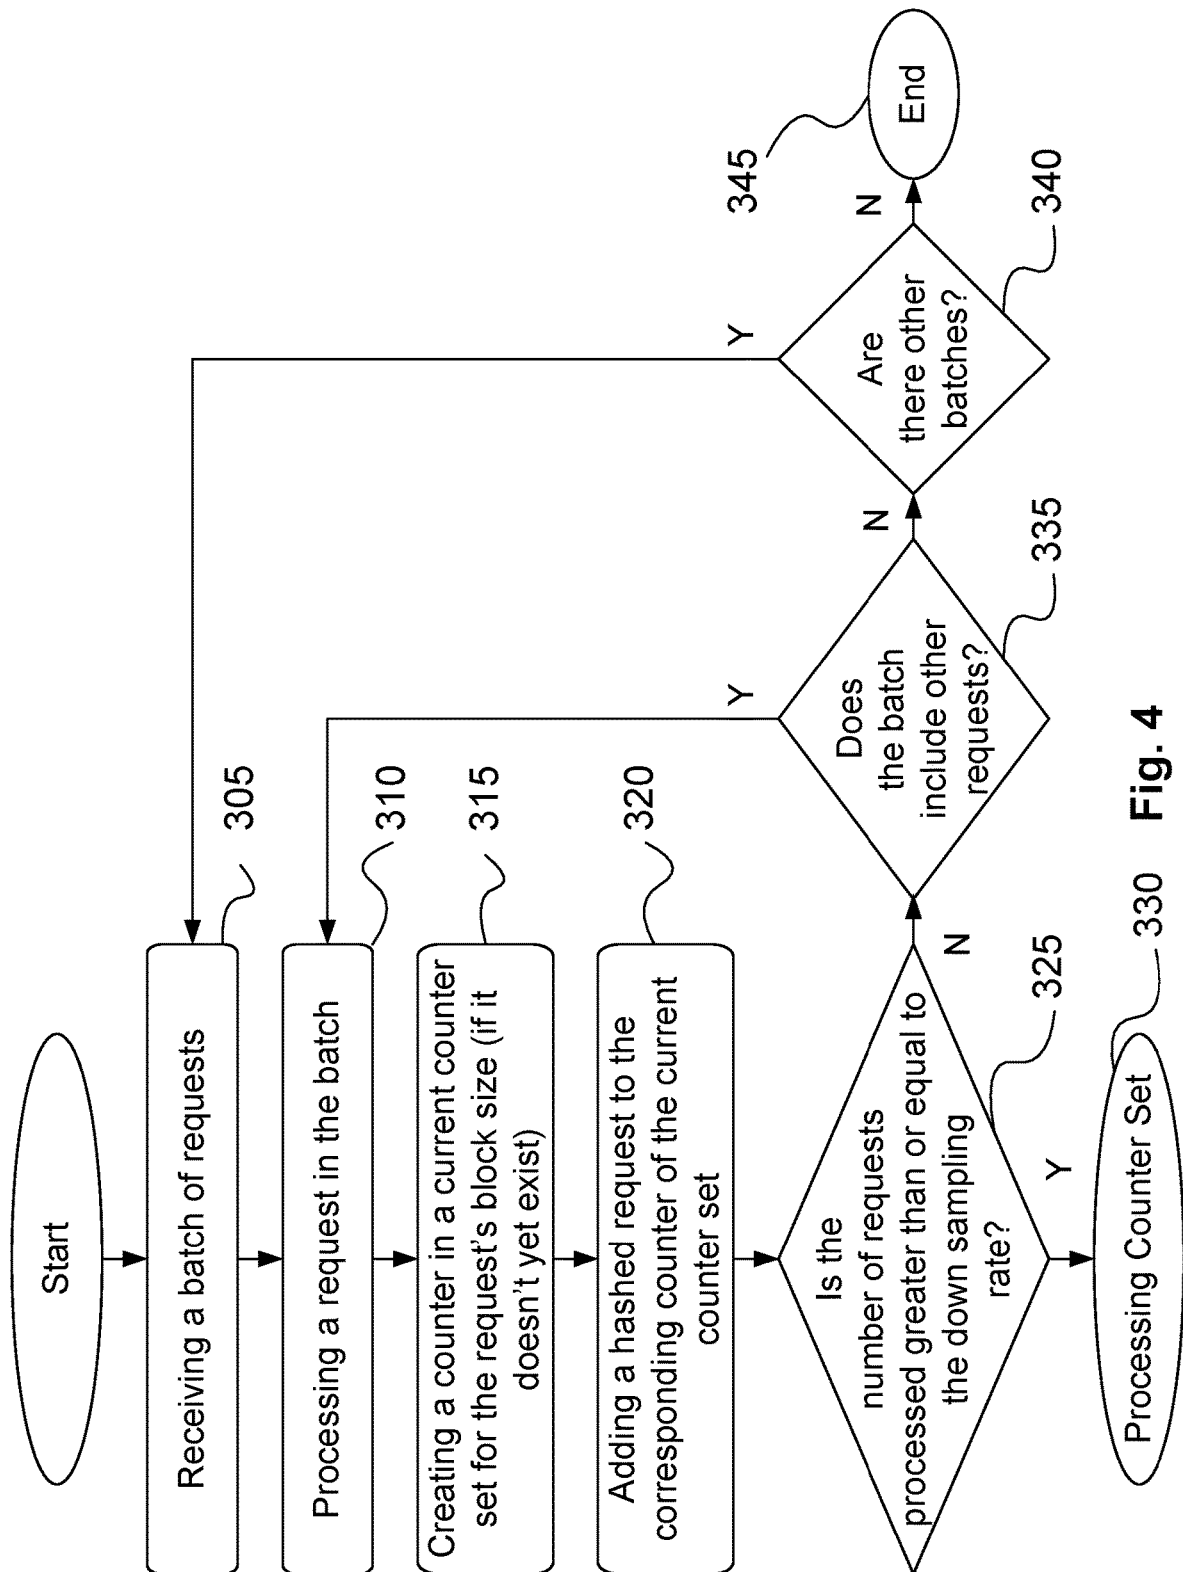 Start
Receiving a batch of requests
305
Processing a request in the batch
310
Creating a counter in a current counter
set for the request's block size (if it
doesn't yet exist)
315
Adding a hashed request to the
corresponding counter of the current
counter set
320
Is the
number of requests
processed greater than or equal to
the down sampling
rate?
325
Y
N
Processing Counter Set
330
Does
the batch
include other
requests?
335
Y
N
Are
there other
batches?
340
Y
N
End
345
Fig. 4